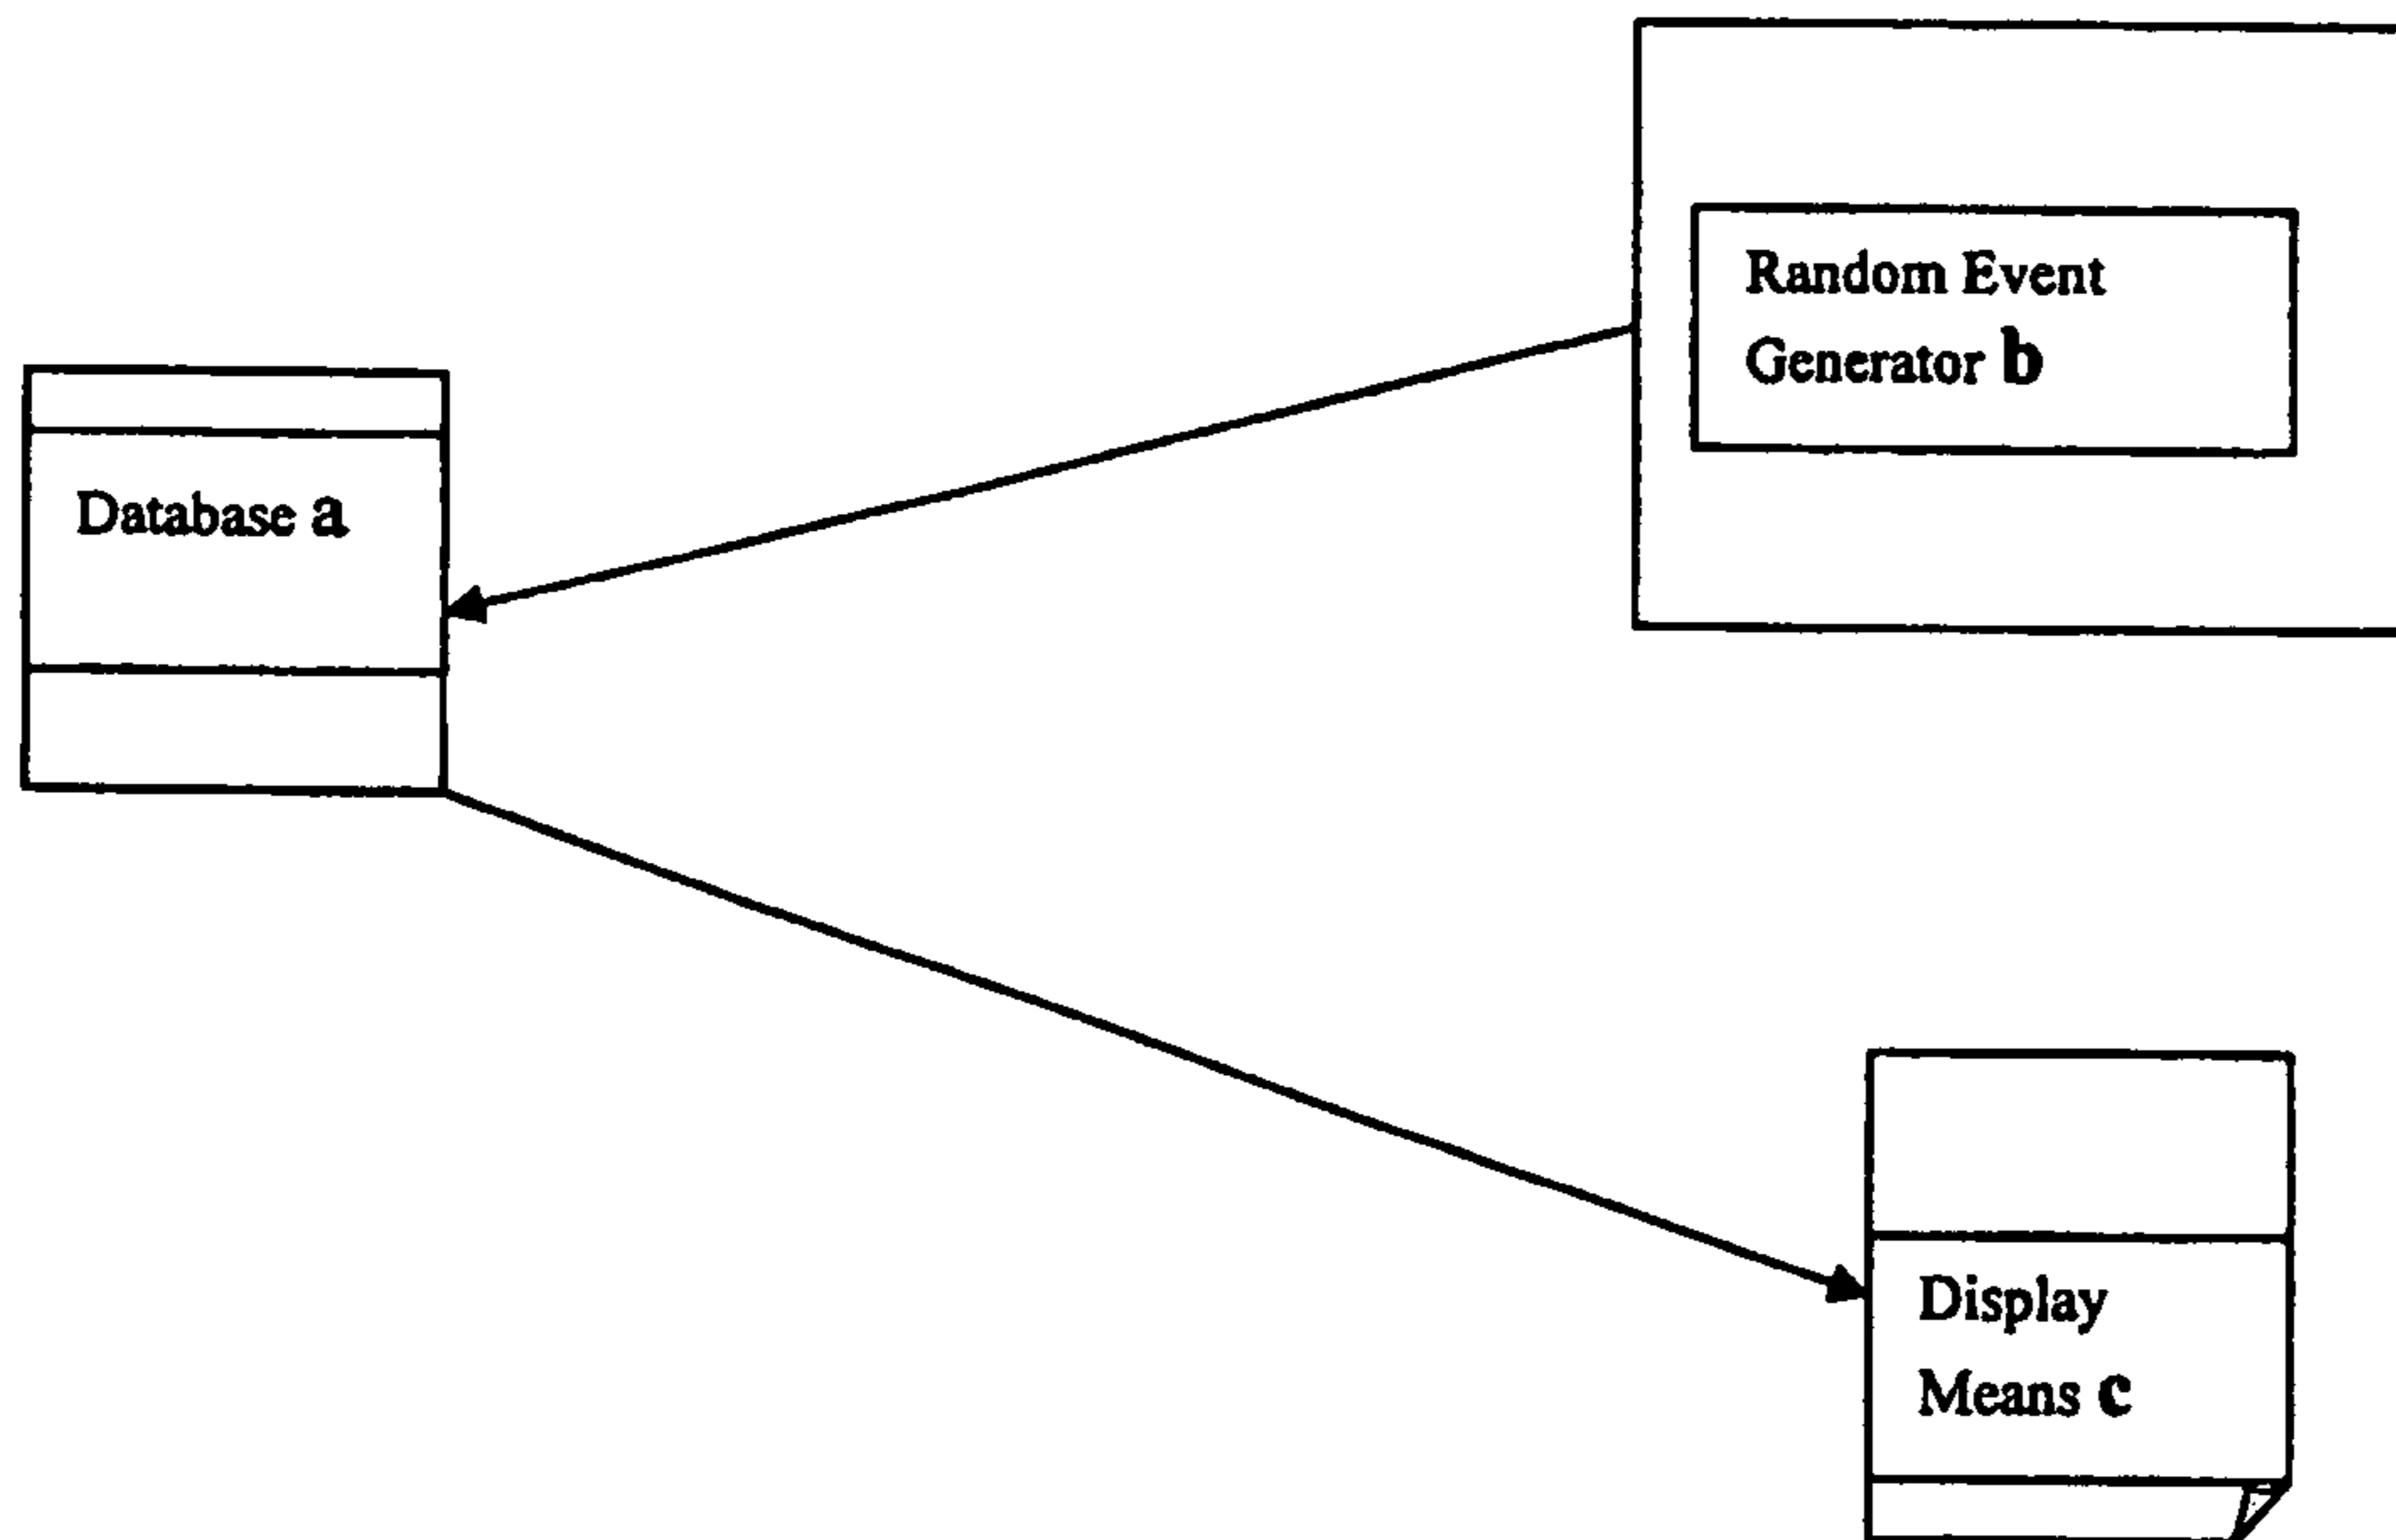 Random Event
Generator b
Database a
Display
Means c